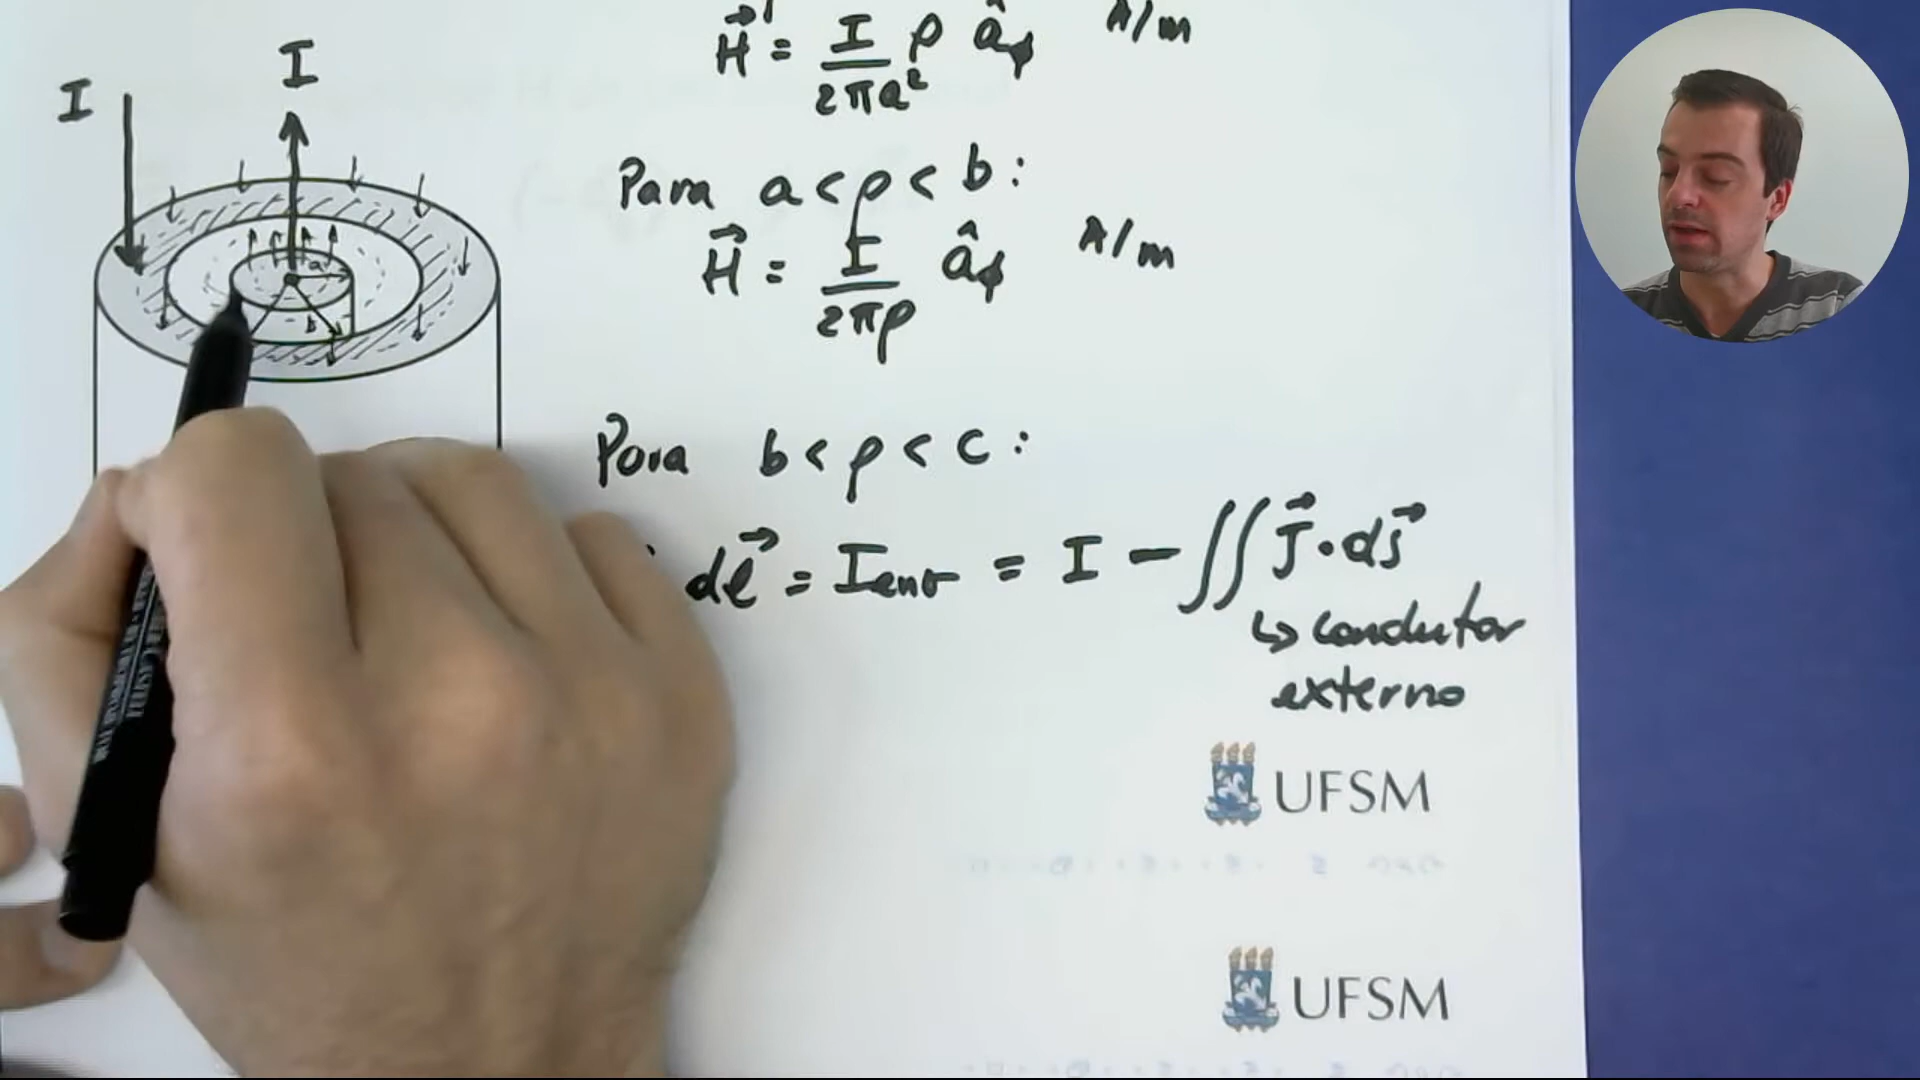 I
I
a
b
H⃗ = I/2πa² ρ âϕ A/m
Para a < ρ < b:
H⃗ = I/2πρ âϕ A/m
Para b < ρ < c:
dℓ⃗ = Ienv = I - ∬ J⃗ · ds⃗
↳ condutor
externo
UFSM
UFSM